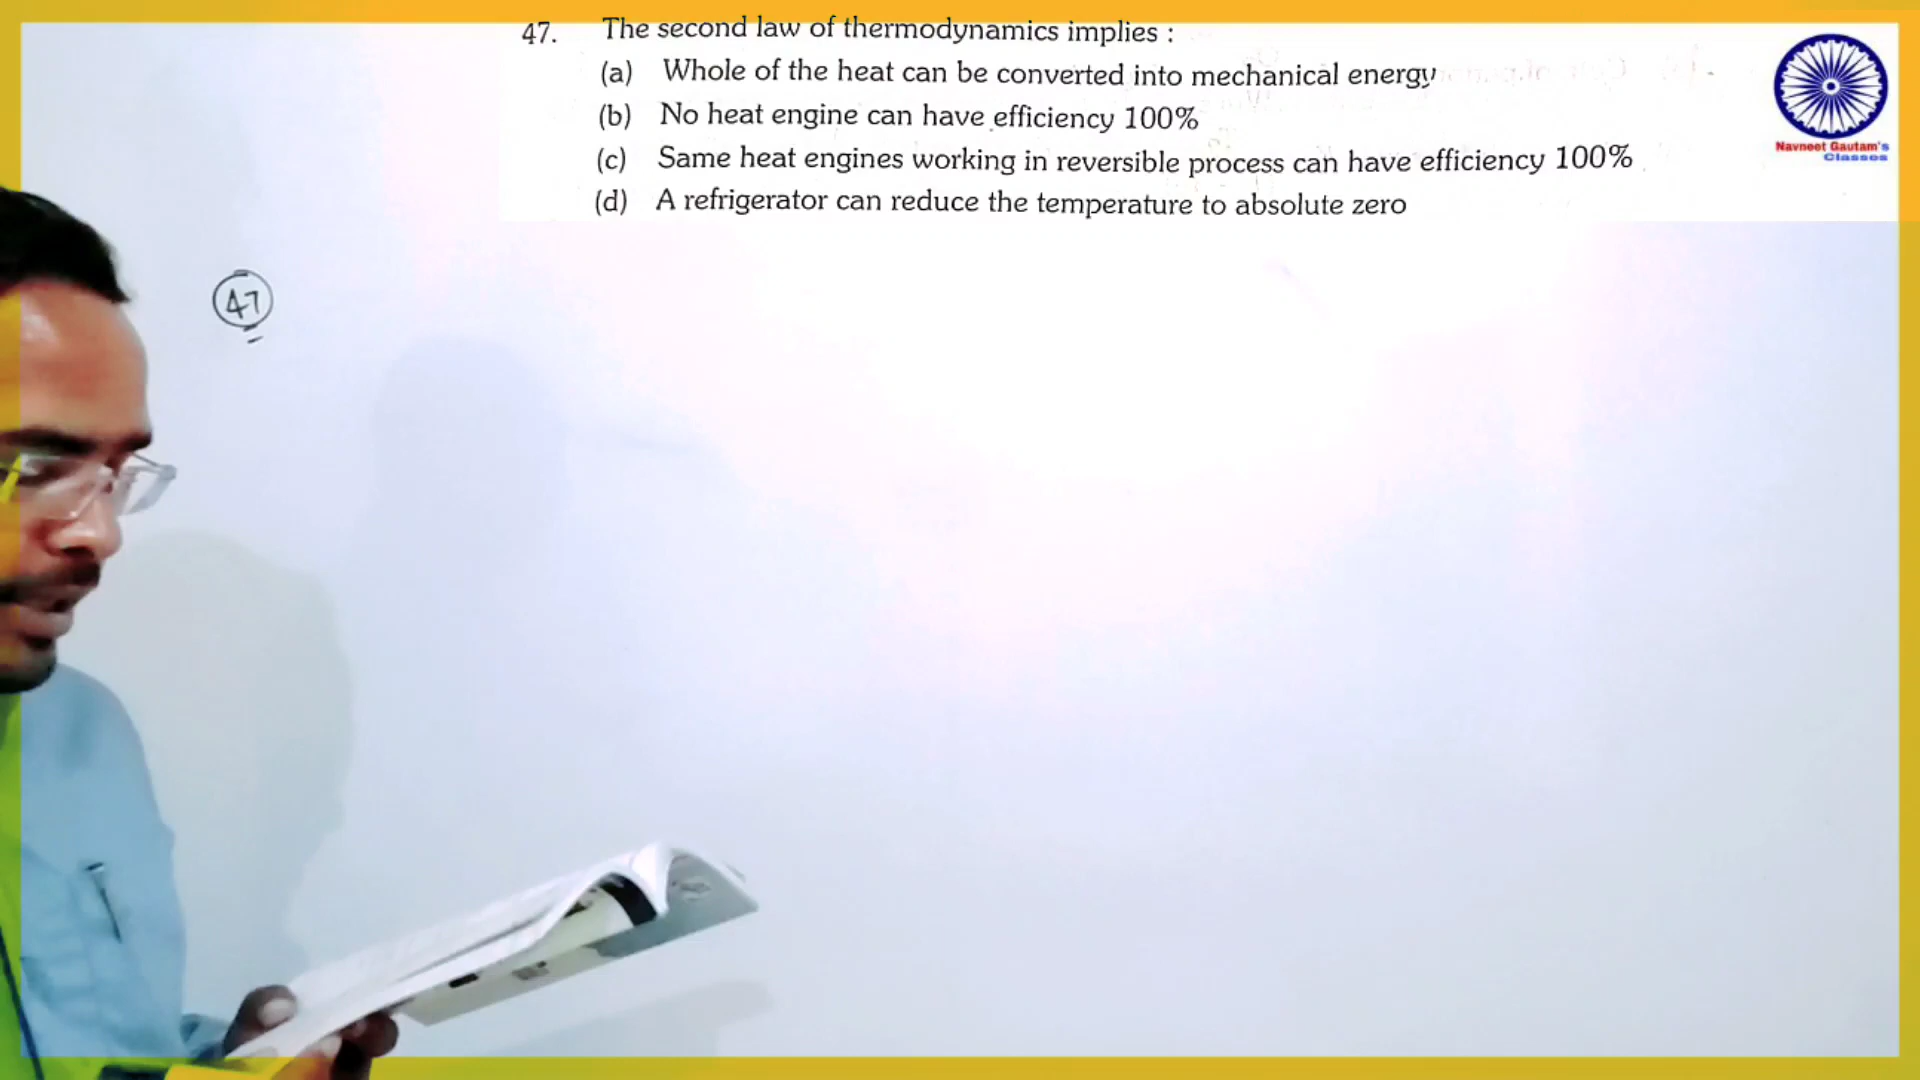 47. The second law of thermodynamics implies :
(a) Whole of the heat can be converted into mechanical energy
(b) No heat engine can have efficiency 100%
(c) Same heat engines working in reversible process can have efficiency 100%
(d) A refrigerator can reduce the temperature to absolute zero
Navneet Gautam's
Classes
47